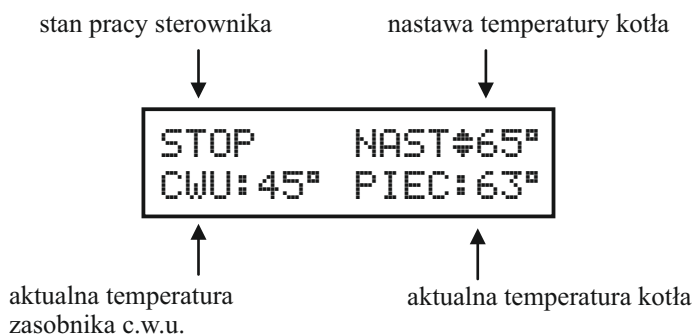 stan pracy sterownika
nastawa temperatury kotła
STOP NAST♦65°
CWU:45° PIEC:63°
aktualna temperatura
zasobnika c.w.u.
aktualna temperatura kotła